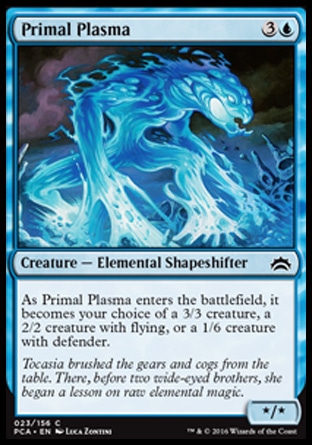 Primal Plasma 3
Creature — Elemental Shapeshifter
As Primal Plasma enters the battlefield, it
becomes your choice of a 3/3 creature, a
2/2 creature with flying, or a 1/6 creature
with defender.
Tocasia brushed the gears and cogs from the
table. There, before two wide-eyed brothers, she
began a lesson on raw elemental magic.
*/*
023/156 C
PCA • EN Luca Zontini
™ & © 2016 Wizards of the Coast